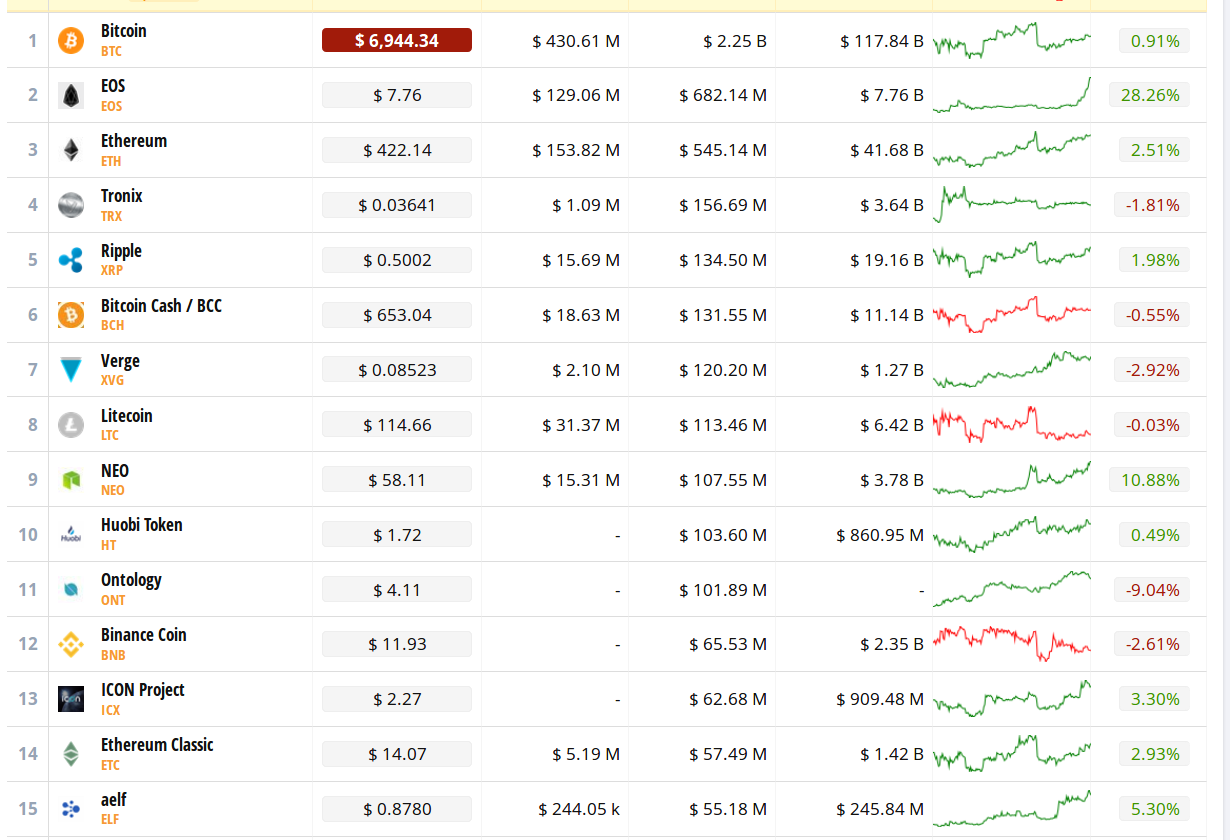 1 Bitcoin $ 6,944.34 $ 430.61 M $ 2.25 B $ 117.84 B 0.91%
BTC
2 EOS $ 7.76 $ 129.06 M $ 682.14 M $ 7.76 B 28.26%
EOS
3 Ethereum $ 422.14 $ 153.82 M $ 545.14 M $ 41.68 B 2.51%
ETH
4 Tronix $ 0.03641 $ 1.09 M $ 156.69 M $ 3.64 B -1.81%
TRX
5 Ripple $ 0.5002 $ 15.69 M $ 134.50 M $ 19.16 B 1.98%
XRP
6 Bitcoin Cash / BCC $ 653.04 $ 18.63 M $ 131.55 M $ 11.14 B -0.55%
BCH
7 Verge $ 0.08523 $ 2.10 M $ 120.20 M $ 1.27 B -2.92%
XVG
8 Litecoin $ 114.66 $ 31.37 M $ 113.46 M $ 6.42 B -0.03%
LTC
9 NEO $ 58.11 $ 15.31 M $ 107.55 M $ 3.78 B 10.88%
NEO
10 Huobi Huobi Token $ 1.72 - $ 103.60 M $ 860.95 M 0.49%
HT
11 Ontology $ 4.11 - $ 101.89 M - -9.04%
ONT
12 Binance Coin $ 11.93 - $ 65.53 M $ 2.35 B -2.61%
BNB
13 icon ICON Project $ 2.27 - $ 62.68 M $ 909.48 M 3.30%
ICX
14 Ethereum Classic $ 14.07 $ 5.19 M $ 57.49 M $ 1.42 B 2.93%
ETC
15 aelf $ 0.8780 $ 244.05 k $ 55.18 M $ 245.84 M 5.30%
ELF